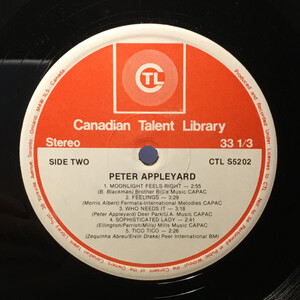 CTL
Canadian Talent Library
Stereo
33 1/3
SIDE TWO
CTL S5202
PETER APPLEYARD
1. MOONLIGHT FEELS RIGHT — 2:55
(B. Blackman) Brother Bill's Music CAPAC
2. FEELINGS — 3:29
(Morris Albert) Fermata-International Melodies CAPAC
3. WHO NEEDS IT — 3:18
(Peter Appleyard) Deer Park/U.A. Music CAPAC
4. SOPHISTICATED LADY — 2:41
(Ellington/Parrish/Mills) Mills Music CAPAC
5. TICO TICO — 2:26
(Zequinha Abreu/Ervin Drake) Peer International BMI)